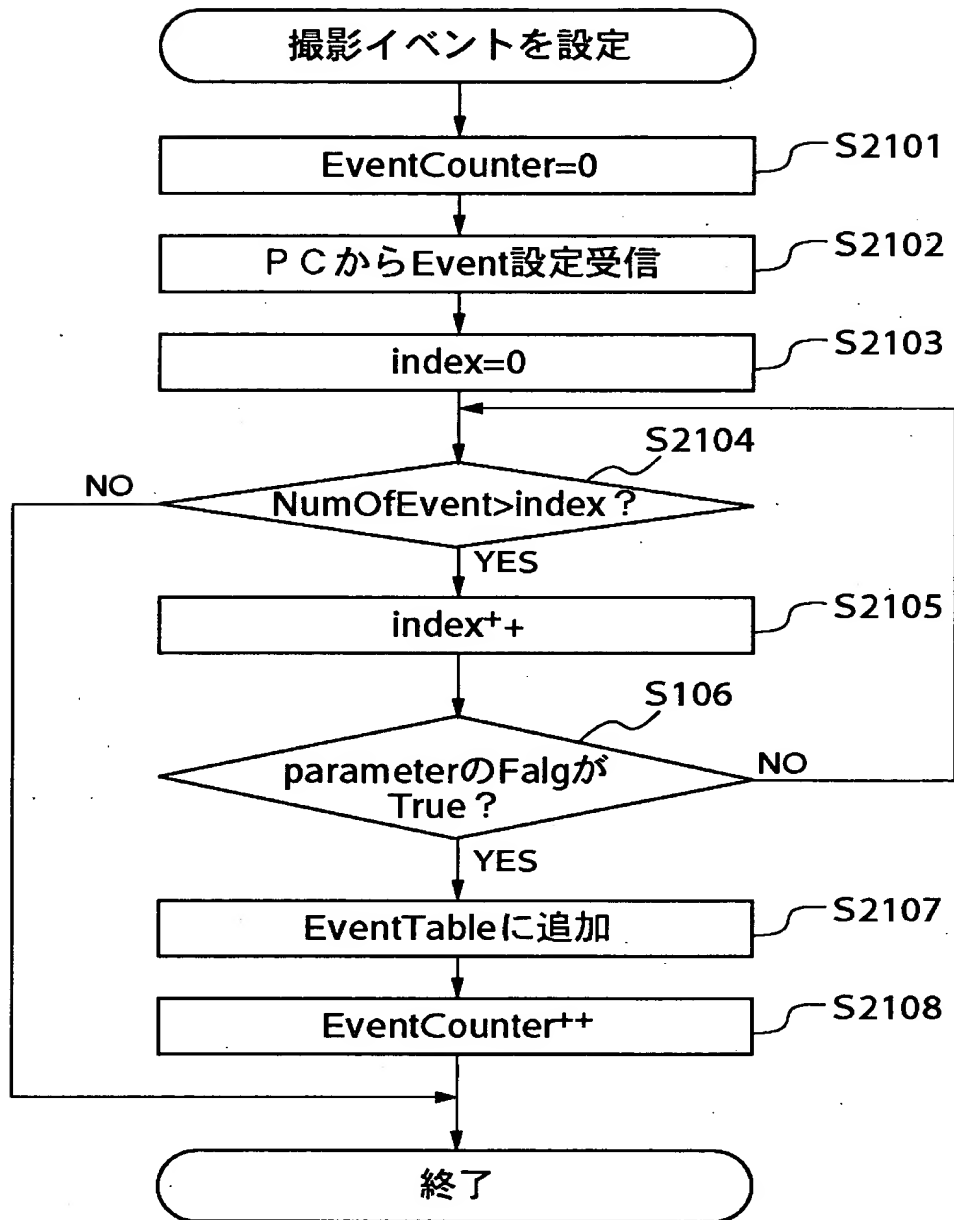 撮影イベントを設定
EventCounter=0
S2101
ＰＣからEvent設定受信
S2102
index=0
S2103
S2104
NO
NumOfEvent>index？
YES
index++
S2105
S106
parameterのFalgが
True？
NO
YES
EventTableに追加
S2107
EventCounter++
S2108
終了